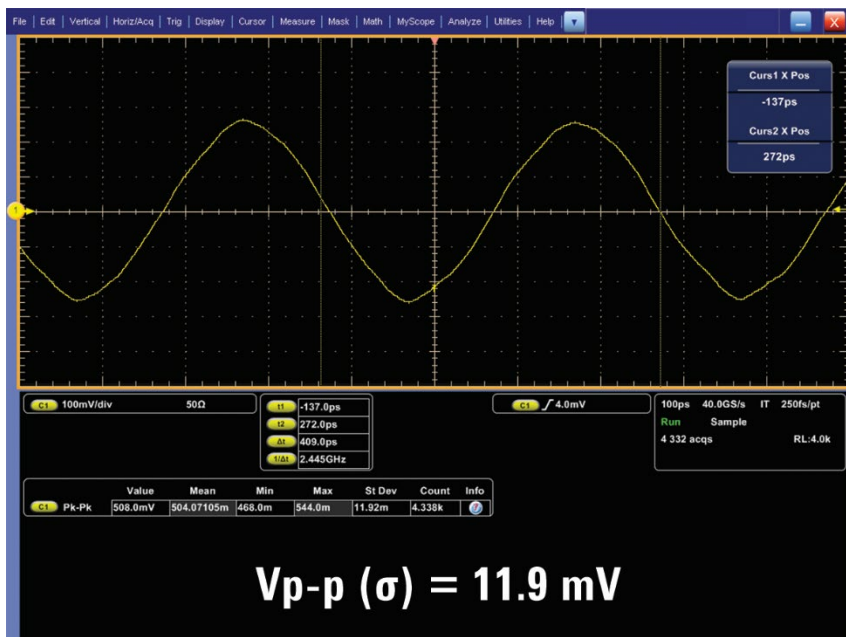 File | Edit | Vertical | Horiz/Acq | Trig | Display | Cursor | Measure | Mask | Math | MyScope | Analyze | Utilities | Help
X
Curs1 X Pos
-137ps
Curs2 X Pos
272ps
1
C1 100mV/div 50Ω
t1 -137.0ps
t2 272.0ps
Δt 409.0ps
1/Δt 2.445GHz
C1 4.0mV
100ps 40.0GS/s IT 250fs/pt
Run Sample
4 332 acqs RL:4.0k
Value Mean Min Max St Dev Count Info
C1 Pk-Pk 508.0mV 504.07105m 468.0m 544.0m 11.92m 4.338k
Vp-p (σ) = 11.9 mV